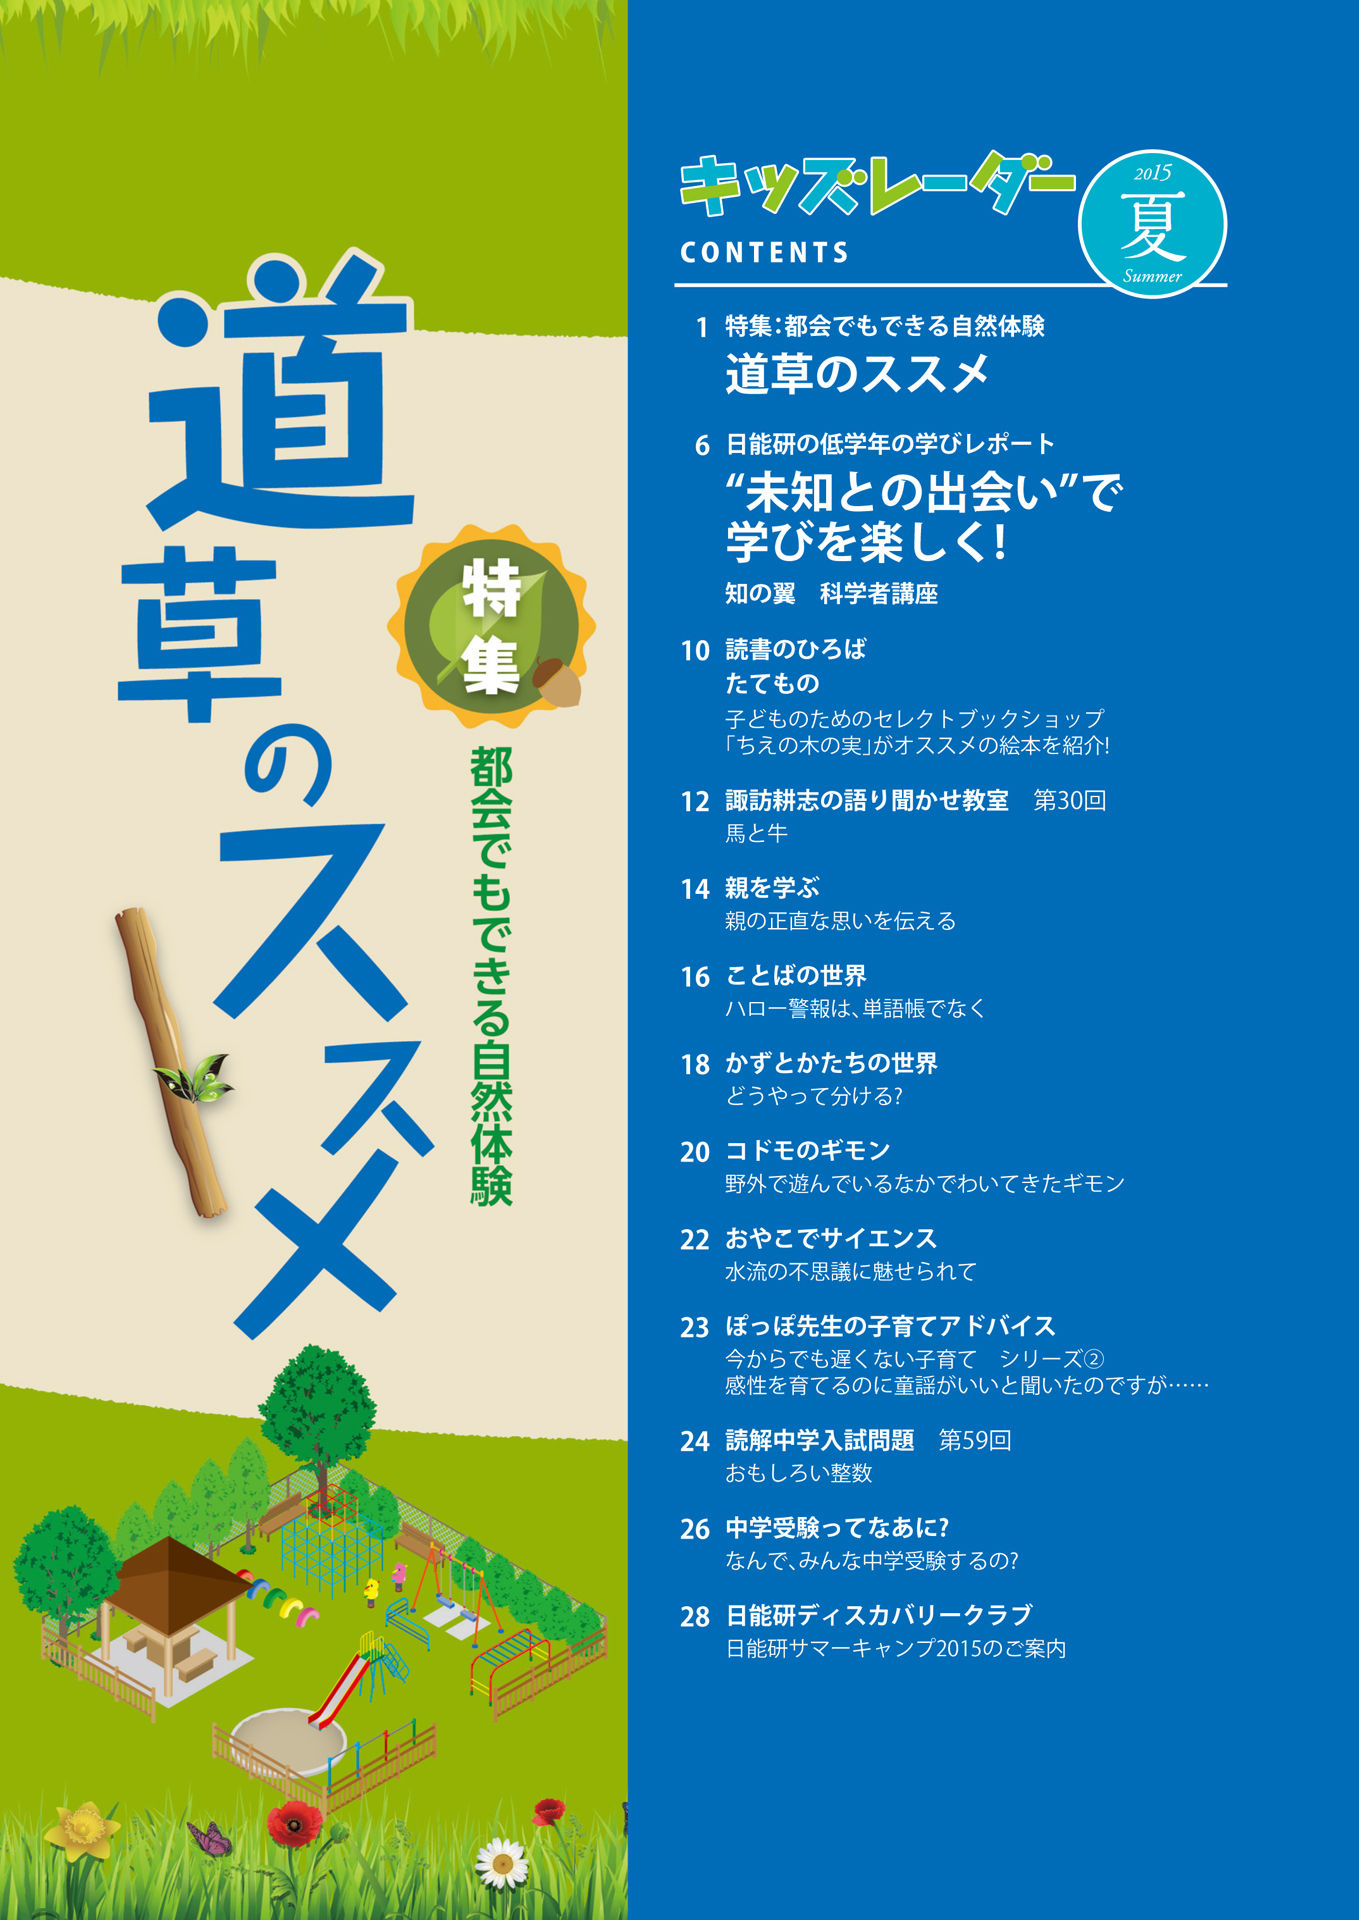 道草のススメ
特集
都会でもできる自然体験
キッズレーダー
2015
夏
Summer
CONTENTS
1 特集:都会でもできる自然体験
道草のススメ
6 日能研の低学年の学びレポート
“未知との出会い”で
学びを楽しく!
知の翼　科学者講座
10 読書のひろば
たてもの
子どものためのセレクトブックショップ
「ちえの木の実」がオススメの絵本を紹介!
12 諏訪耕志の語り聞かせ教室　第30回
馬と牛
14 親を学ぶ
親の正直な思いを伝える
16 ことばの世界
ハロー警報は、単語帳でなく
18 かずとかたちの世界
どうやって分ける?
20 コドモのギモン
野外で遊んでいるなかでわいてきたギモン
22 おやこでサイエンス
水流の不思議に魅せられて
23 ぽっぽ先生の子育てアドバイス
今からでも遅くない子育て　シリーズ②
感性を育てるのに童謡がいいと聞いたのですが……
24 読解中学入試問題　第59回
おもしろい整数
26 中学受験ってなあに?
なんで、みんな中学受験するの?
28 日能研ディスカバリークラブ
日能研サマーキャンプ2015のご案内